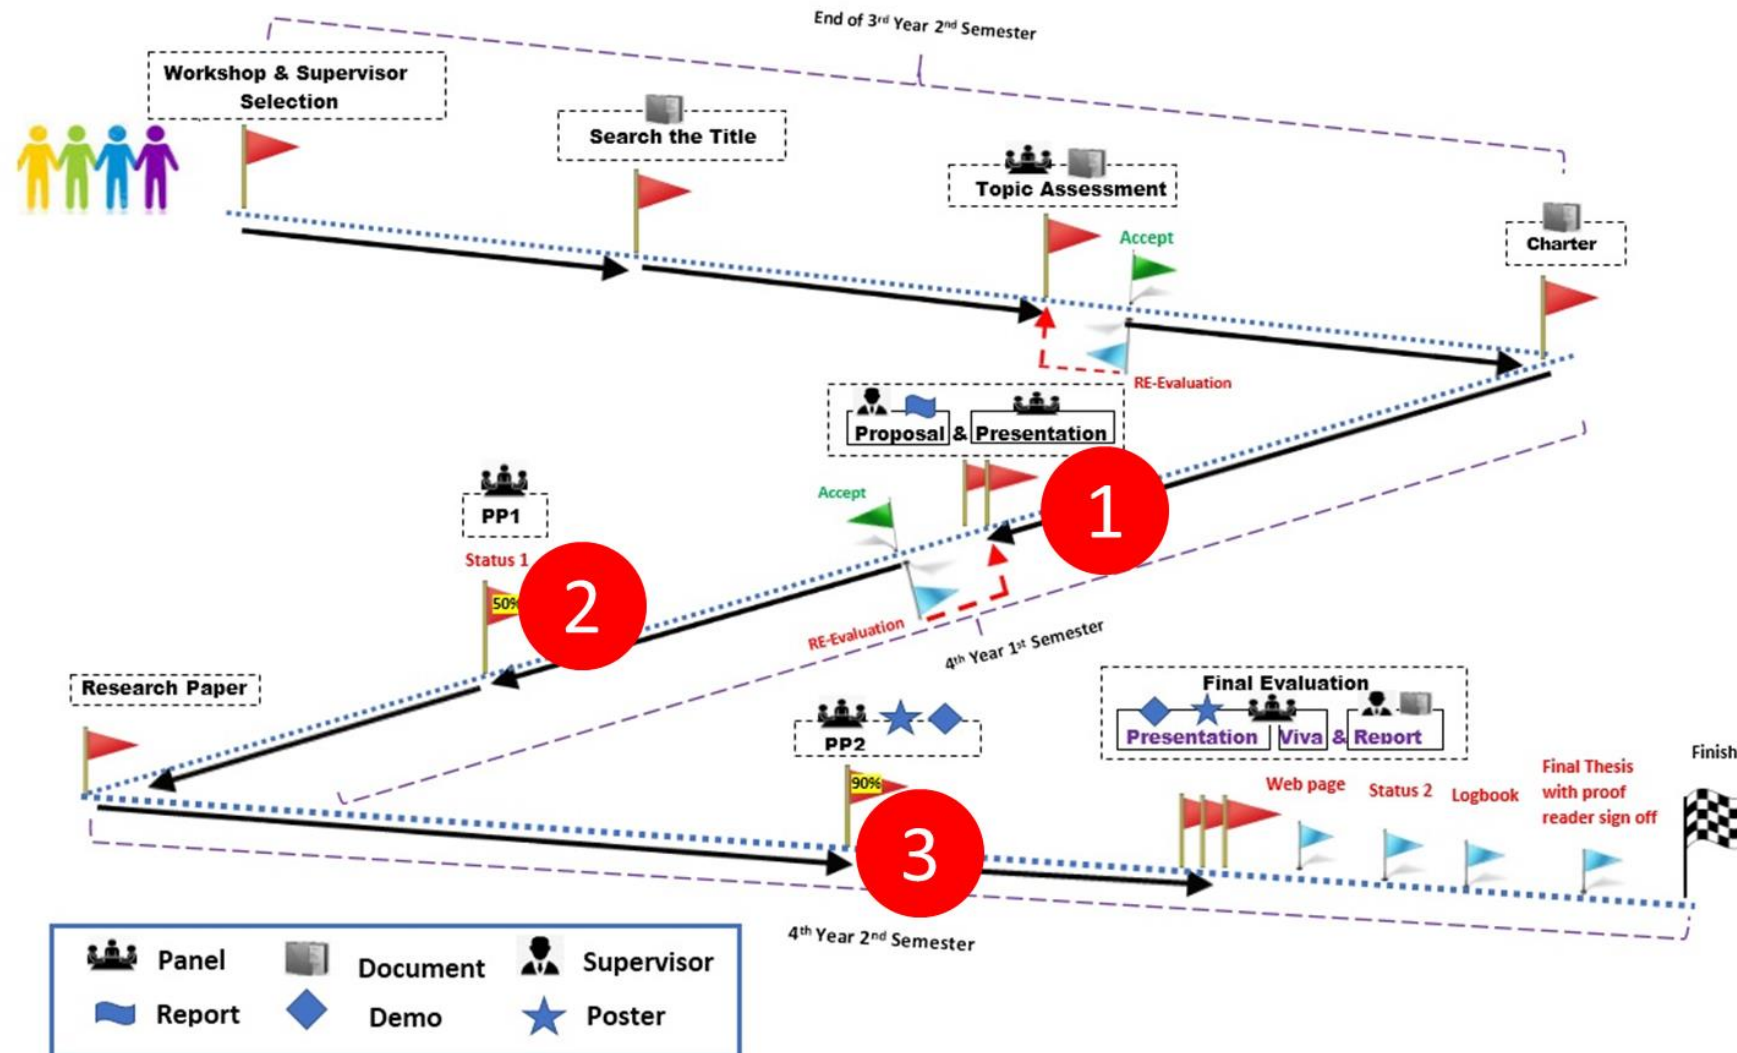 End of 3rd Year 2nd Semester
Workshop & Supervisor
Selection
Search the Title
Topic Assessment
Accept
Charter
RE-Evaluation
Proposal & Presentation
1
Accept
PP1
Status 1
50%
2
RE-Evaluation
4th Year 1st Semester
Research Paper
PP2
90%
3
Final Evaluation
Presentation Viva & Report
Web page
Status 2
Logbook
Final Thesis
with proof
reader sign off
Finish
4th Year 2nd Semester
Panel
Document
Supervisor
Report
Demo
Poster